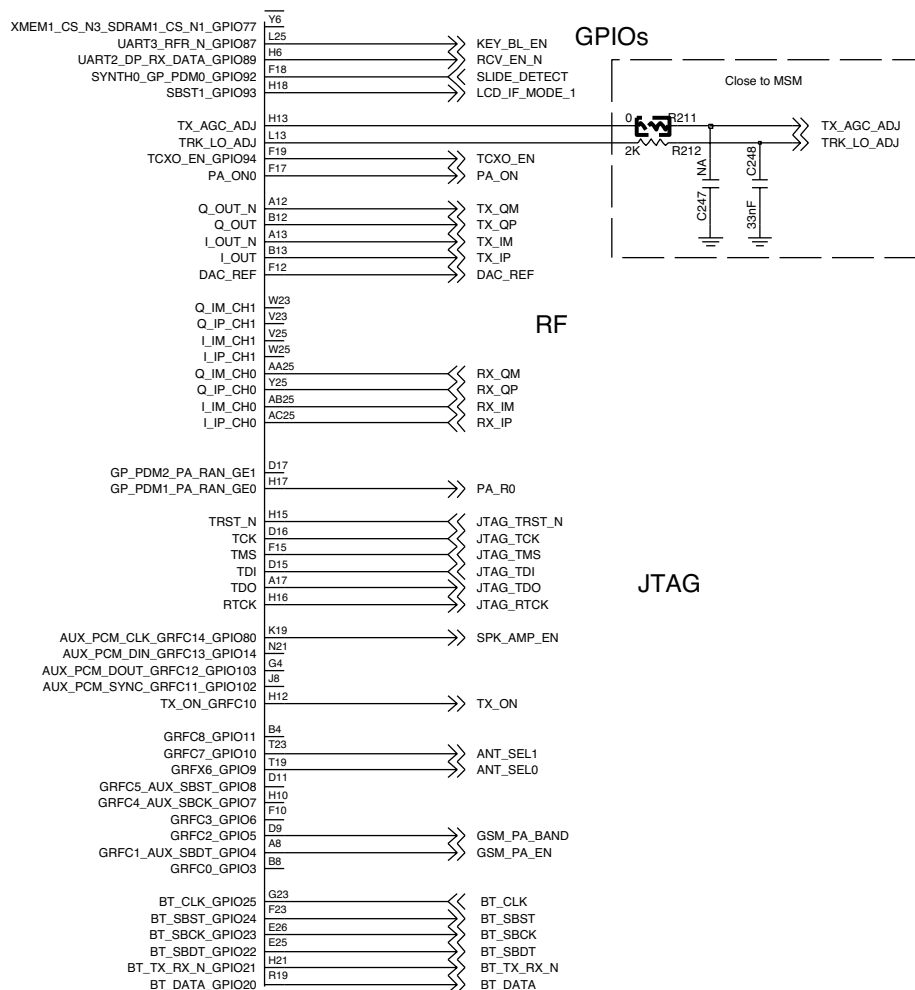 XMEM1_CS_N3_SDRAM1_CS_N1_GPIO77 Y6
UART3_RFR_N_GPIO87 L25 KEY_BL_EN
GPIOs
UART2_DP_RX_DATA_GPIO89 H6 RCV_EN_N
SYNTH0_GP_PDM0_GPIO92 F18 SLIDE_DETECT
SBST1_GPIO93 H18 LCD_IF_MODE_1
Close to MSM
TX_AGC_ADJ H13 0 R211 TX_AGC_ADJ
TRK_LO_ADJ L13 2K R212 TRK_LO_ADJ
TCXO_EN_GPIO94 F19 TCXO_EN
PA_ON0 F17 PA_ON
C247 NA
33nF C248
Q_OUT_N A12 TX_QM
Q_OUT B12 TX_QP
I_OUT_N A13 TX_IM
I_OUT B13 TX_IP
DAC_REF F12 DAC_REF
Q_IM_CH1 W23
Q_IP_CH1 V23
RF
I_IM_CH1 V25
I_IP_CH1 W25
Q_IM_CH0 AA25 RX_QM
Q_IP_CH0 Y25 RX_QP
I_IM_CH0 AB25 RX_IM
I_IP_CH0 AC25 RX_IP
GP_PDM2_PA_RAN_GE1 D17
GP_PDM1_PA_RAN_GE0 H17 PA_R0
TRST_N H15 JTAG_TRST_N
TCK D16 JTAG_TCK
TMS F15 JTAG_TMS
TDI D15 JTAG_TDI
JTAG
TDO A17 JTAG_TDO
RTCK H16 JTAG_RTCK
AUX_PCM_CLK_GRFC14_GPIO80 K19 SPK_AMP_EN
AUX_PCM_DIN_GRFC13_GPIO14 N21
AUX_PCM_DOUT_GRFC12_GPIO103 G4
AUX_PCM_SYNC_GRFC11_GPIO102 J8
TX_ON_GRFC10 H12 TX_ON
GRFC8_GPIO11 B4
GRFC7_GPIO10 T23 ANT_SEL1
GRFX6_GPIO9 T19 ANT_SEL0
GRFC5_AUX_SBST_GPIO8 D11
GRFC4_AUX_SBCK_GPIO7 H10
GRFC3_GPIO6 F10
GRFC2_GPIO5 D9 GSM_PA_BAND
GRFC1_AUX_SBDT_GPIO4 A8 GSM_PA_EN
GRFC0_GPIO3 B8
BT_CLK_GPIO25 G23 BT_CLK
BT_SBST_GPIO24 F23 BT_SBST
BT_SBCK_GPIO23 E26 BT_SBCK
BT_SBDT_GPIO22 E25 BT_SBDT
BT_TX_RX_N_GPIO21 H21 BT_TX_RX_N
BT_DATA_GPIO20 R19 BT_DATA